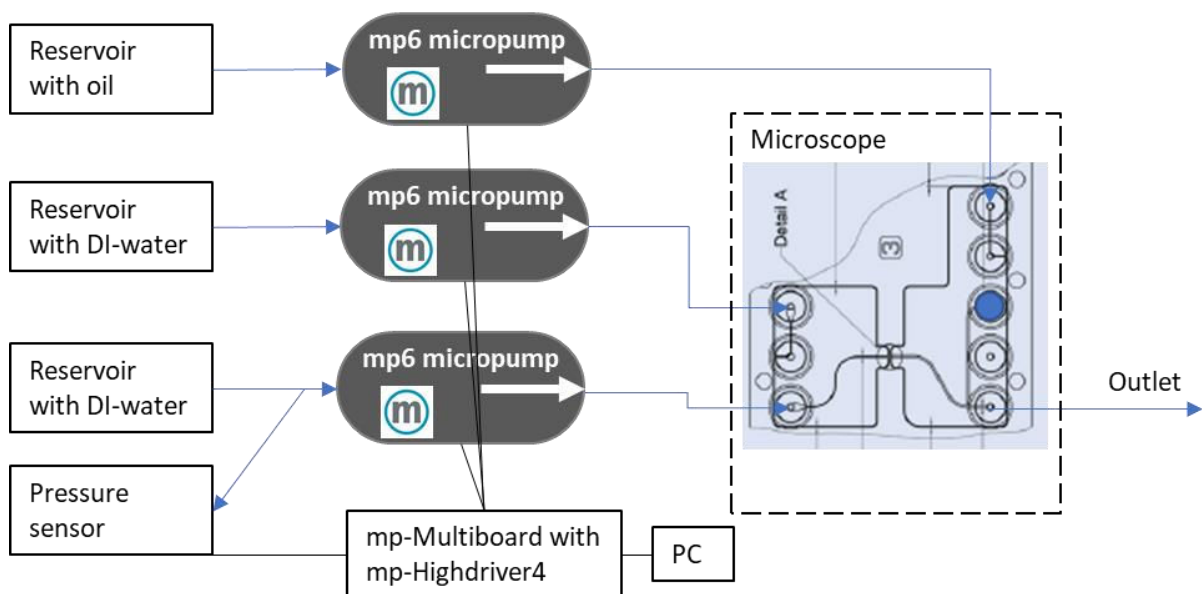 Reservoir
with oil
mp6 micropump
m
Microscope
Reservoir
with DI-water
mp6 micropump
m
Detail A
3
Reservoir
with DI-water
mp6 micropump
m
Outlet
Pressure
sensor
mp-Multiboard with
mp-Highdriver4
PC